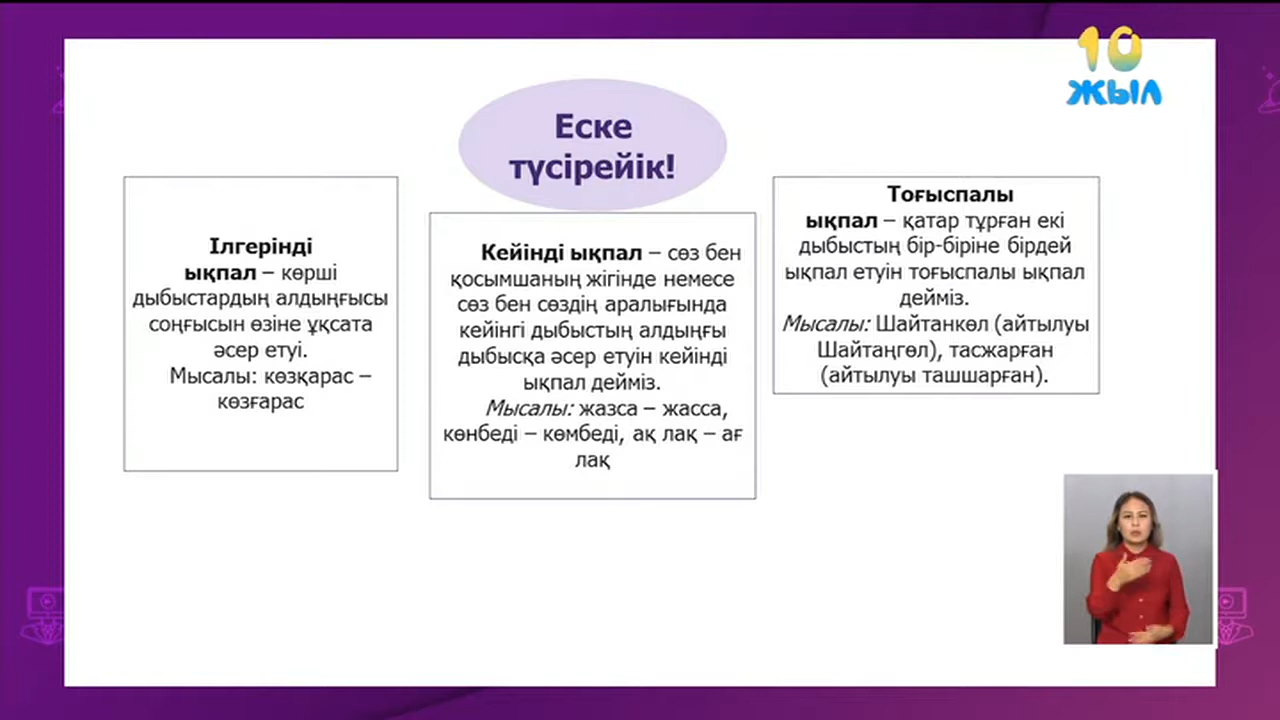 10
ЖЫЛ
Еске
түсірейік!
Ілгерінді
ықпал – көрші
дыбыстардың алдыңғысы
соңғысын өзіне ұқсата
әсер етуі.
Мысалы: көзқарас –
көзғарас
Кейінді ықпал – сөз бен
қосымшаның жігінде немесе
сөз бен сөздің аралығында
кейінгі дыбыстың алдыңғы
дыбысқа әсер етуін кейінді
ықпал дейміз.
Мысалы: жазса – жасса,
көнбеді – көмбеді, ақ лақ – ағ
лақ
Тоғыспалы
ықпал – қатар тұрған екі
дыбыстың бір-біріне бірдей
ықпал етуін тоғыспалы ықпал
дейміз.
Мысалы: Шайтанкөл (айтылуы
Шайтаңгөл), тасжарған
(айтылуы ташшарған).